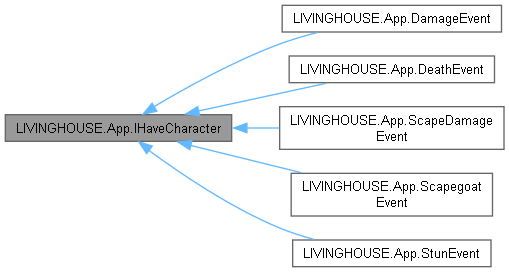 LIVINGHOUSE.App.DamageEvent
LIVINGHOUSE.App.DeathEvent
LIVINGHOUSE.App.IHaveCharacter
LIVINGHOUSE.App.ScapeDamage
Event
LIVINGHOUSE.App.Scapegoat
Event
LIVINGHOUSE.App.StunEvent